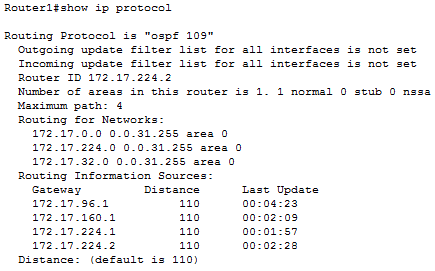 Router1#show ip protocol
Routing Protocol is "ospf 109"
Outgoing update filter list for all interfaces is not set
Incoming update filter list for all interfaces is not set
Router ID 172.17.224.2
Number of areas in this router is 1. 1 normal 0 stub 0 nssa
Maximum path: 4
Routing for Networks:
172.17.0.0 0.0.31.255 area 0
172.17.224.0 0.0.31.255 area 0
172.17.32.0 0.0.31.255 area 0
Routing Information Sources:
Gateway Distance Last Update
172.17.96.1 110 00:04:23
172.17.160.1 110 00:02:09
172.17.224.1 110 00:01:57
172.17.224.2 110 00:02:28
Distance: (default is 110)